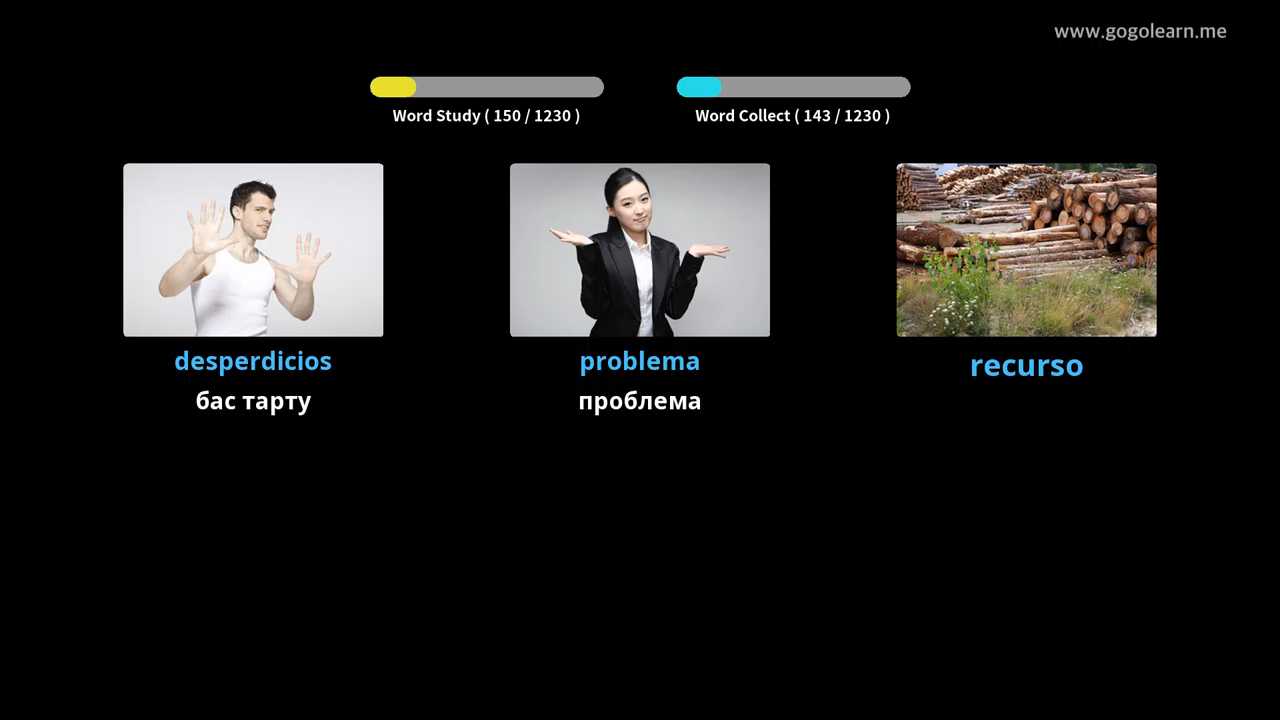 www.gogolearn.me
Word Study ( 150 / 1230 )
Word Collect ( 143 / 1230 )
desperdicios
problema
recurso
бас тарту
проблема